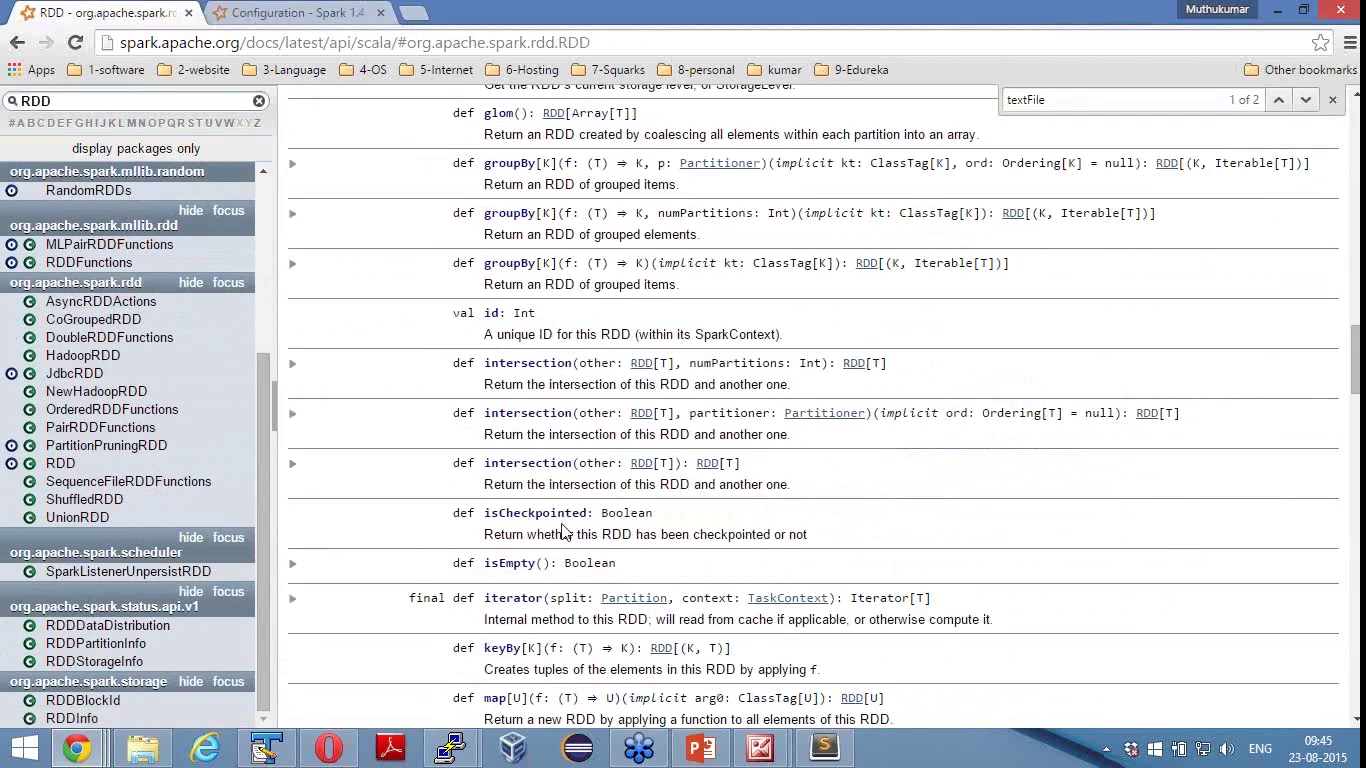 RDD - org.apache.spark.r
Configuration - Spark 1.4
Muthukumar
spark.apache.org/docs/latest/api/scala/#org.apache.spark.rdd.RDD
Apps 1-software 2-website 3-Language 4-OS 5-Internet 6-Hosting 7-Squarks 8-personal kumar 9-Edureka Other bookmarks
RDD
textFile 1 of 2
#ABCDEFGHIJKLMNOPQRSTUVWXYZ
display packages only
org.apache.spark.mllib.random
RandomRDDs
hide focus
org.apache.spark.mllib.rdd
MLPairRDDFunctions
RDDFunctions
org.apache.spark.rdd hide focus
AsyncRDDActions
CoGroupedRDD
DoubleRDDFunctions
HadoopRDD
JdbcRDD
NewHadoopRDD
OrderedRDDFunctions
PairRDDFunctions
PartitionPruningRDD
RDD
SequenceFileRDDFunctions
ShuffledRDD
UnionRDD
hide focus
org.apache.spark.scheduler
SparkListenerUnpersistRDD
hide focus
org.apache.spark.status.api.v1
RDDDataDistribution
RDDPartitionInfo
RDDStorageInfo
org.apache.spark.storage hide focus
RDDBlockId
RDDInfo
Get the RDD's current storage level, or StorageLevel.
def glom(): RDD[Array[T]]
Return an RDD created by coalescing all elements within each partition into an array.
def groupBy[K](f: (T) ⇒ K, p: Partitioner)(implicit kt: ClassTag[K], ord: Ordering[K] = null): RDD[(K, Iterable[T])]
Return an RDD of grouped items.
def groupBy[K](f: (T) ⇒ K, numPartitions: Int)(implicit kt: ClassTag[K]): RDD[(K, Iterable[T])]
Return an RDD of grouped elements.
def groupBy[K](f: (T) ⇒ K)(implicit kt: ClassTag[K]): RDD[(K, Iterable[T])]
Return an RDD of grouped items.
val id: Int
A unique ID for this RDD (within its SparkContext).
def intersection(other: RDD[T], numPartitions: Int): RDD[T]
Return the intersection of this RDD and another one.
def intersection(other: RDD[T], partitioner: Partitioner)(implicit ord: Ordering[T] = null): RDD[T]
Return the intersection of this RDD and another one.
def intersection(other: RDD[T]): RDD[T]
Return the intersection of this RDD and another one.
def isCheckpointed: Boolean
Return whether this RDD has been checkpointed or not
def isEmpty(): Boolean
final def iterator(split: Partition, context: TaskContext): Iterator[T]
Internal method to this RDD; will read from cache if applicable, or otherwise compute it.
def keyBy[K](f: (T) ⇒ K): RDD[(K, T)]
Creates tuples of the elements in this RDD by applying f.
def map[U](f: (T) ⇒ U)(implicit arg0: ClassTag[U]): RDD[U]
Return a new RDD by applying a function to all elements of this RDD.
ENG
09:45
23-08-2015